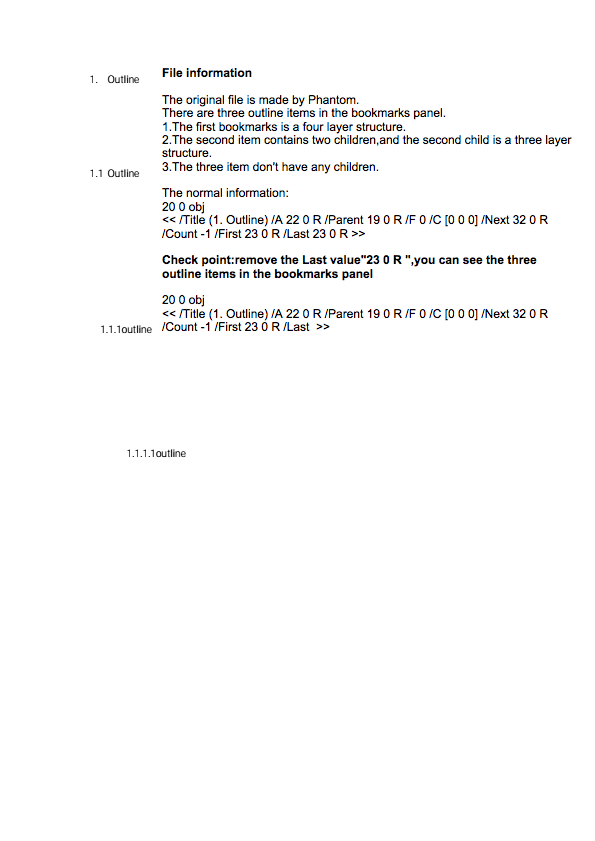 File information
1. Outline
The original file is made by Phantom.
There are three outline items in the bookmarks panel.
1.The first bookmarks is a four layer structure.
2.The second item contains two children,and the second child is a three layer
structure.
3.The three item don't have any children.
1.1 Outline
The normal information:
20 0 obj
<< /Title (1. Outline) /A 22 0 R /Parent 19 0 R /F 0 /C [0 0 0] /Next 32 0 R
/Count -1 /First 23 0 R /Last 23 0 R >>
Check point:remove the Last value"23 0 R ",you can see the three
outline items in the bookmarks panel
20 0 obj
<< /Title (1. Outline) /A 22 0 R /Parent 19 0 R /F 0 /C [0 0 0] /Next 32 0 R
/Count -1 /First 23 0 R /Last  >>
1.1.1outline
1.1.1.1outline